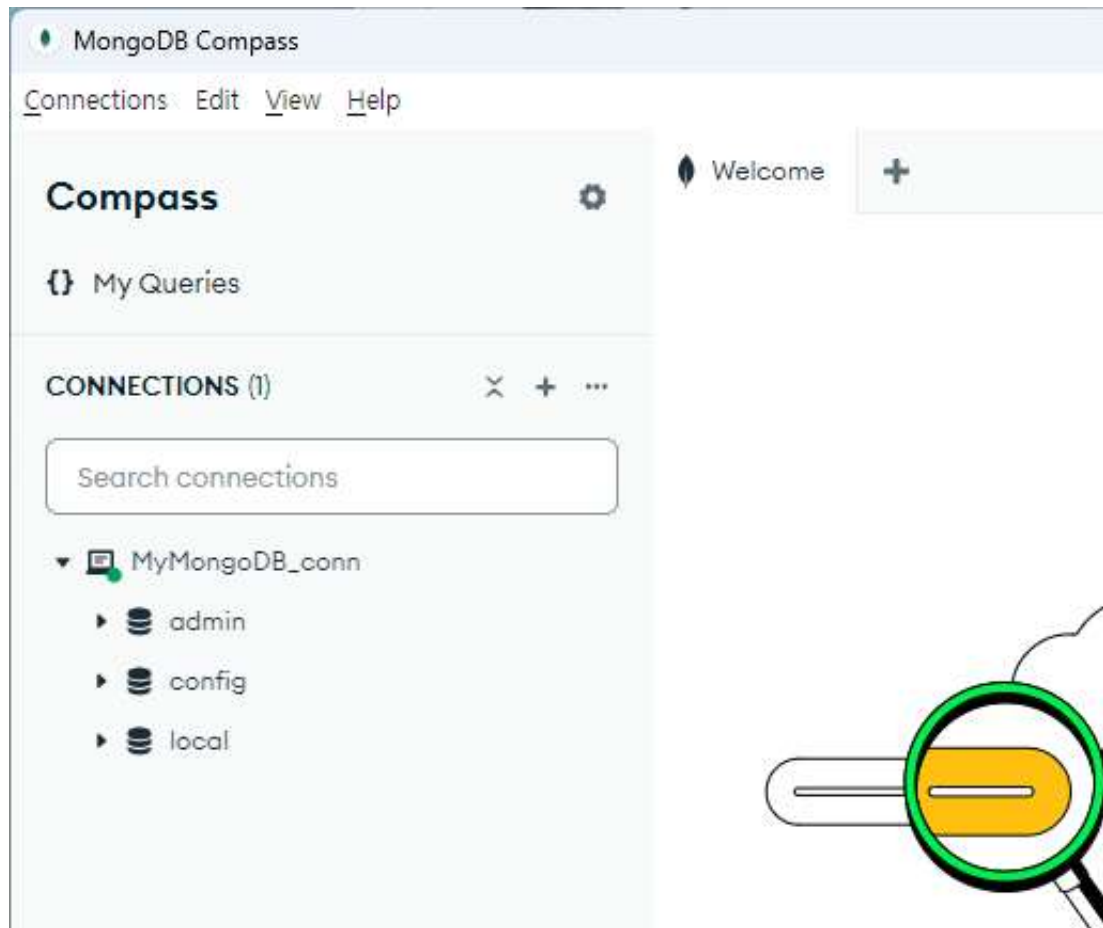 MongoDB Compass
Connections Edit View Help
Compass
Welcome
{} My Queries
CONNECTIONS (1)
Search connections
MyMongoDB_conn
admin
config
local